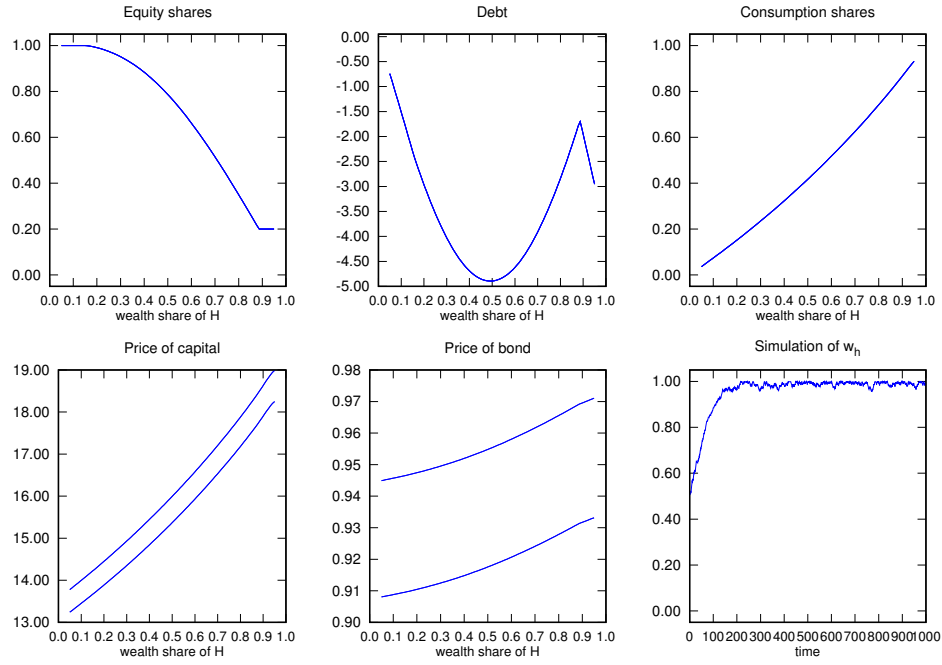 Equity shares
1.00
0.80
0.60
0.40
0.20
0.00
0.0 0.1 0.2 0.3 0.4 0.5 0.6 0.7 0.8 0.9 1.0
wealth share of H
Debt
0.00
-0.50
-1.00
-1.50
-2.00
-2.50
-3.00
-3.50
-4.00
-4.50
-5.00
0.0 0.1 0.2 0.3 0.4 0.5 0.6 0.7 0.8 0.9 1.0
wealth share of H
Consumption shares
1.00
0.80
0.60
0.40
0.20
0.00
0.0 0.1 0.2 0.3 0.4 0.5 0.6 0.7 0.8 0.9 1.0
wealth share of H
Price of capital
19.00
18.00
17.00
16.00
15.00
14.00
13.00
0.0 0.1 0.2 0.3 0.4 0.5 0.6 0.7 0.8 0.9 1.0
wealth share of H
Price of bond
0.98
0.97
0.96
0.95
0.94
0.93
0.92
0.91
0.90
0.0 0.1 0.2 0.3 0.4 0.5 0.6 0.7 0.8 0.9 1.0
wealth share of H
Simulation of w_h
1.00
0.80
0.60
0.40
0.20
0.00
0 100 200 300 400 500 600 700 800 900 1000
time